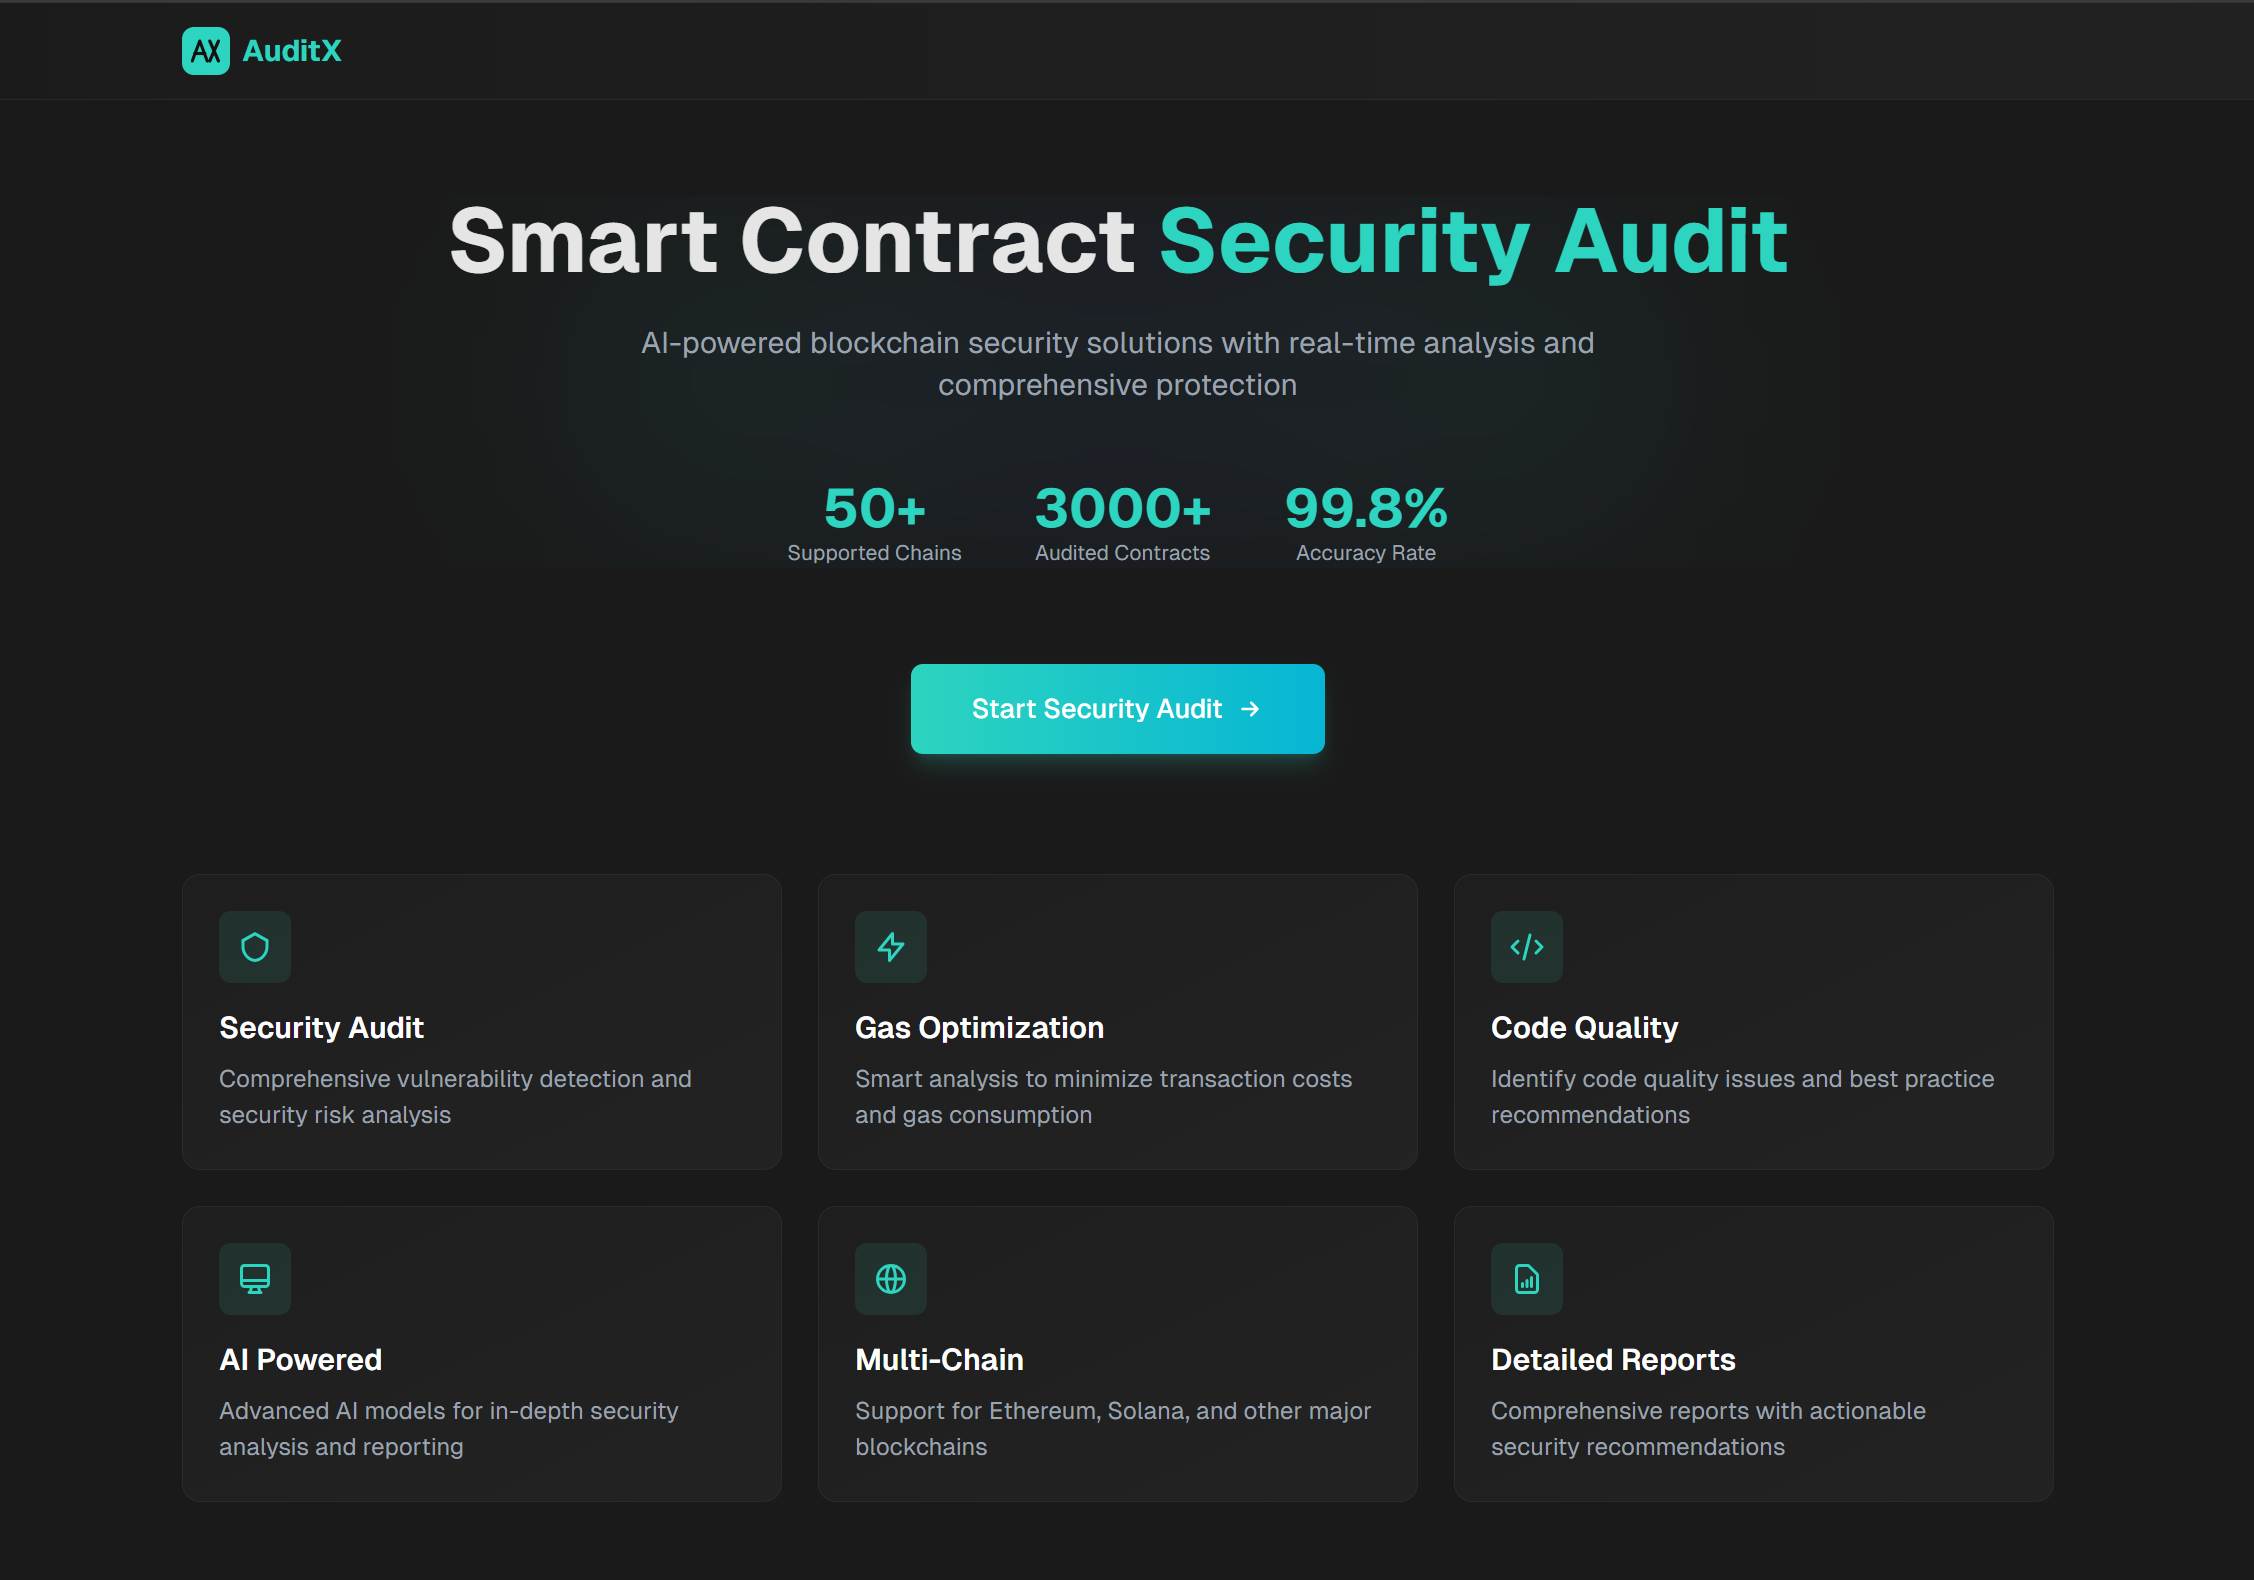 AX AuditX
Smart Contract Security Audit
AI-powered blockchain security solutions with real-time analysis and
comprehensive protection
50+ 3000+ 99.8%
Supported Chains Audited Contracts Accuracy Rate
Start Security Audit →
Security Audit
Comprehensive vulnerability detection and
security risk analysis
Gas Optimization
Smart analysis to minimize transaction costs
and gas consumption
Code Quality
Identify code quality issues and best practice
recommendations
AI Powered
Advanced AI models for in-depth security
analysis and reporting
Multi-Chain
Support for Ethereum, Solana, and other major
blockchains
Detailed Reports
Comprehensive reports with actionable
security recommendations